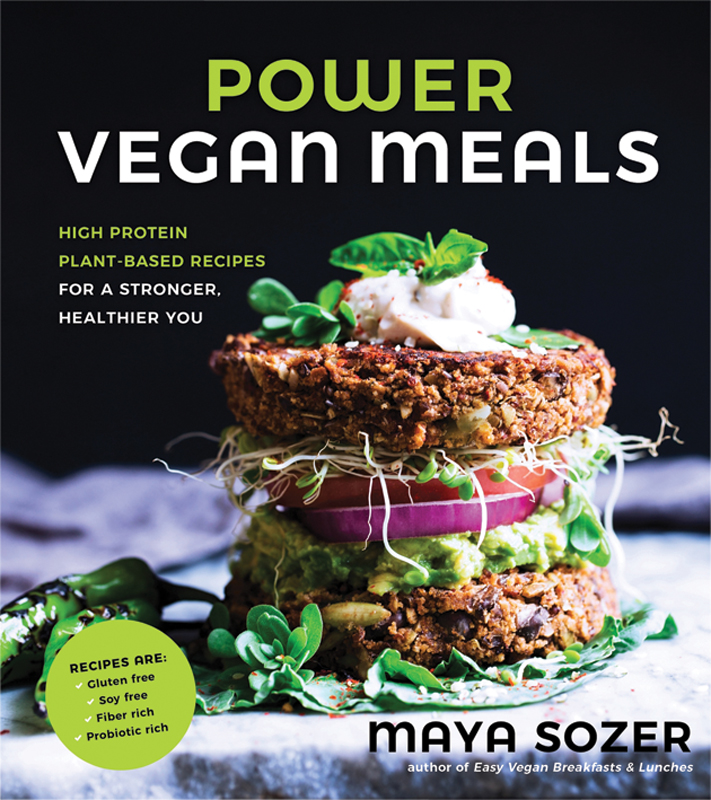 POWER
VEGAN MEALS
HIGH PROTEIN
PLANT-BASED RECIPES
FOR A STRONGER,
HEALTHIER YOU
RECIPES ARE:
✓ Gluten free
✓ Soy free
✓ Fiber rich
✓ Probiotic rich
MAYA SOZER
author of Easy Vegan Breakfasts & Lunches